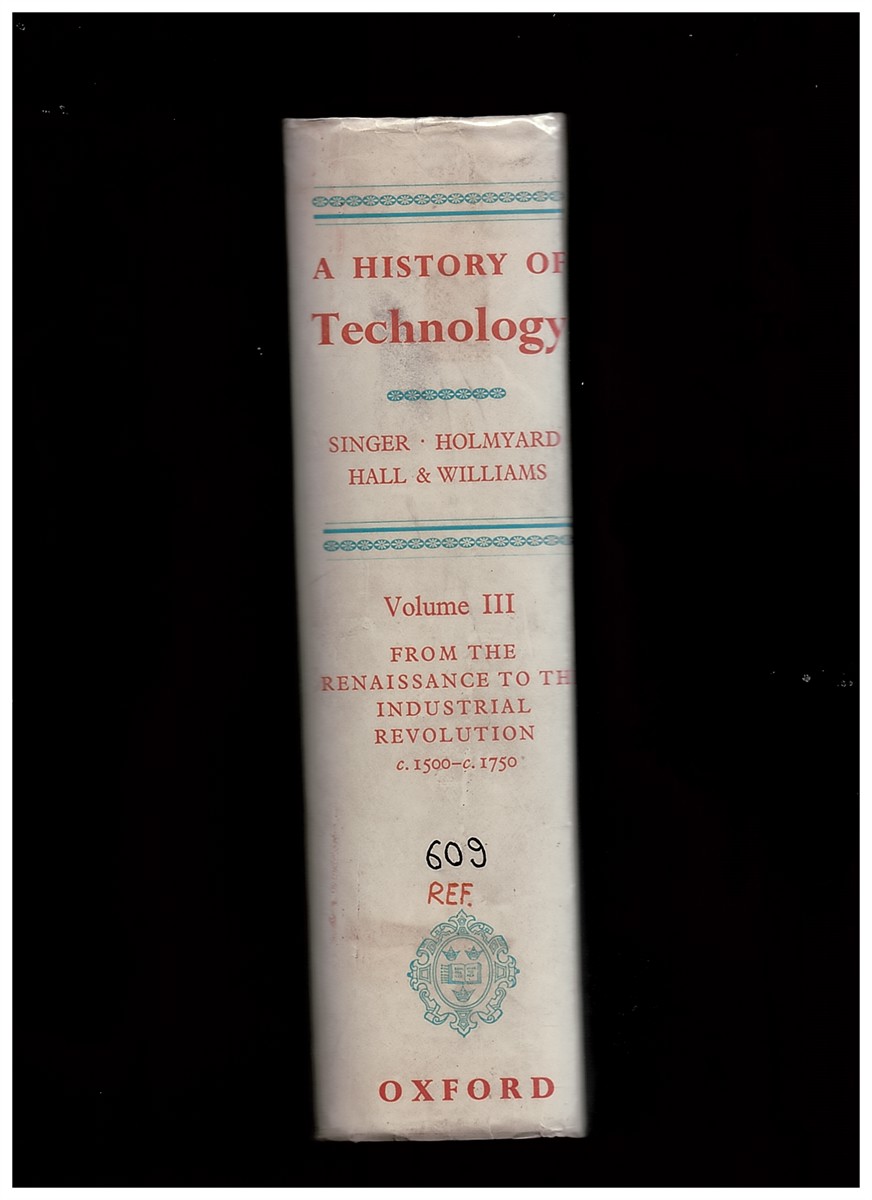 A HISTORY OF
Technology
SINGER · HOLMYARD
HALL & WILLIAMS
Volume III
FROM THE
RENAISSANCE TO TH
INDUSTRIAL
REVOLUTION
c. 1500–c. 1750
609
REF.
OXFORD